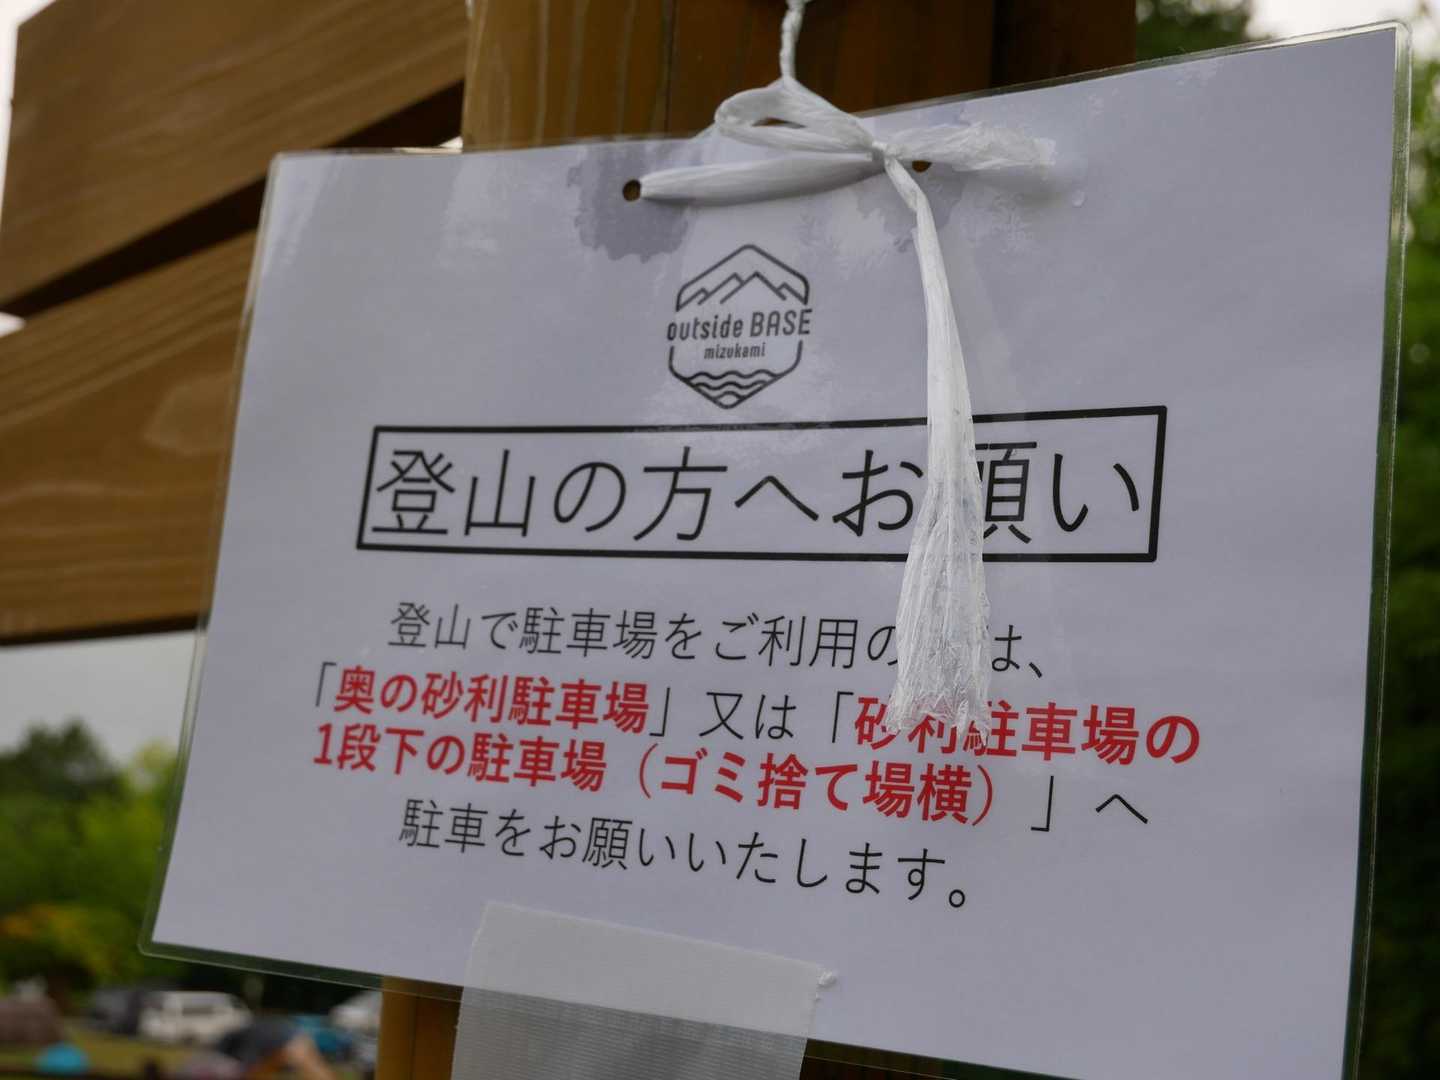 outside BASE
mizukami
登山の方へお願い
登山で駐車場をご利用の は、
「奥の砂利駐車場」又は「砂利駐車場の
1段下の駐車場（ゴミ捨て場横）」へ
駐車をお願いいたします。